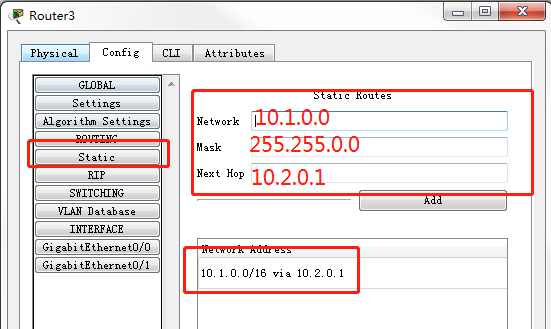 Router3
Physical Config CLI Attributes
GLOBAL
Settings
Algorithm Settings
ROUTING
Static
RIP
SWITCHING
VLAN Database
INTERFACE
GigabitEthernet0/0
GigabitEthernet0/1
Static Routes
Network 10.1.0.0
Mask 255.255.0.0
Next Hop 10.2.0.1
Add
Network Address
10.1.0.0/16 via 10.2.0.1